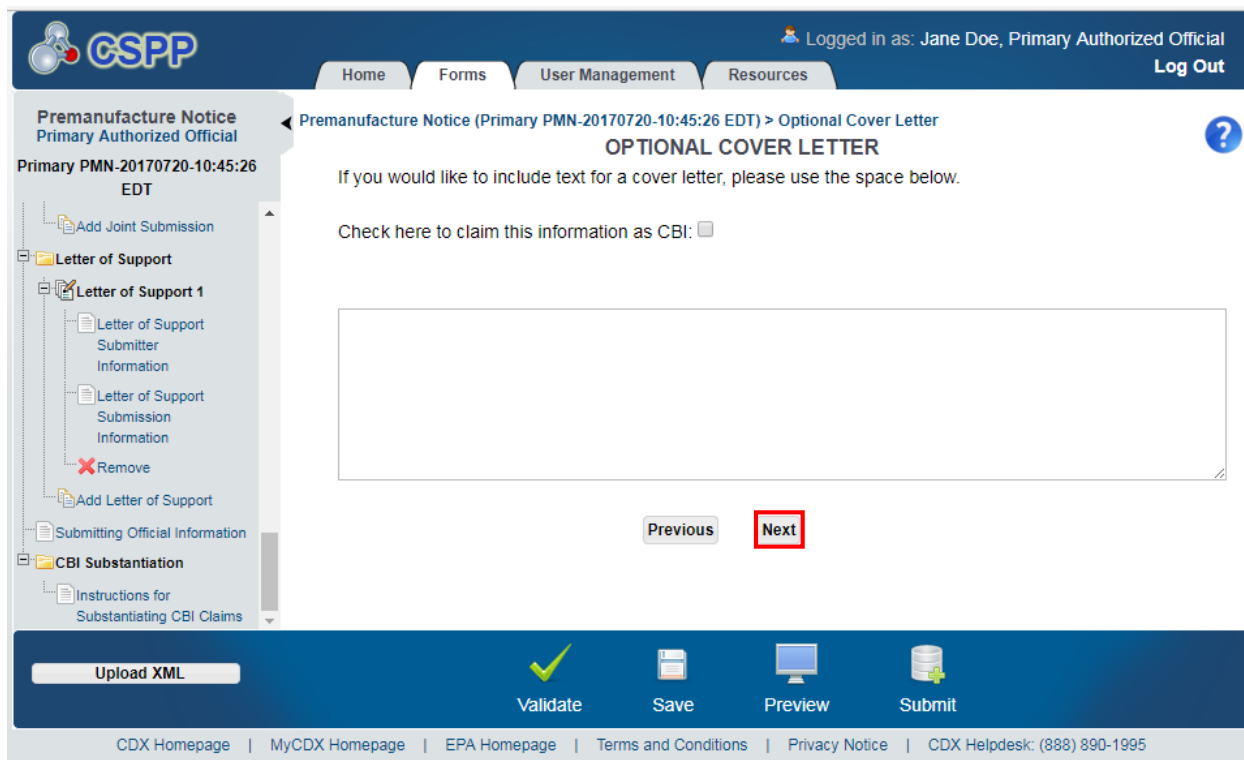 CSPP
Logged in as: Jane Doe, Primary Authorized Official
Log Out
Home Forms User Management Resources
Premanufacture Notice
Primary Authorized Official
Primary PMN-20170720-10:45:26
EDT
Add Joint Submission
Letter of Support
Letter of Support 1
Letter of Support
Submitter
Information
Letter of Support
Submission
Information
Remove
Add Letter of Support
Submitting Official Information
CBI Substantiation
Instructions for
Substantiating CBI Claims
Premanufacture Notice (Primary PMN-20170720-10:45:26 EDT) > Optional Cover Letter
?
OPTIONAL COVER LETTER
If you would like to include text for a cover letter, please use the space below.
Check here to claim this information as CBI:
Previous Next
Upload XML
Validate Save Preview Submit
CDX Homepage | MyCDX Homepage | EPA Homepage | Terms and Conditions | Privacy Notice | CDX Helpdesk: (888) 890-1995